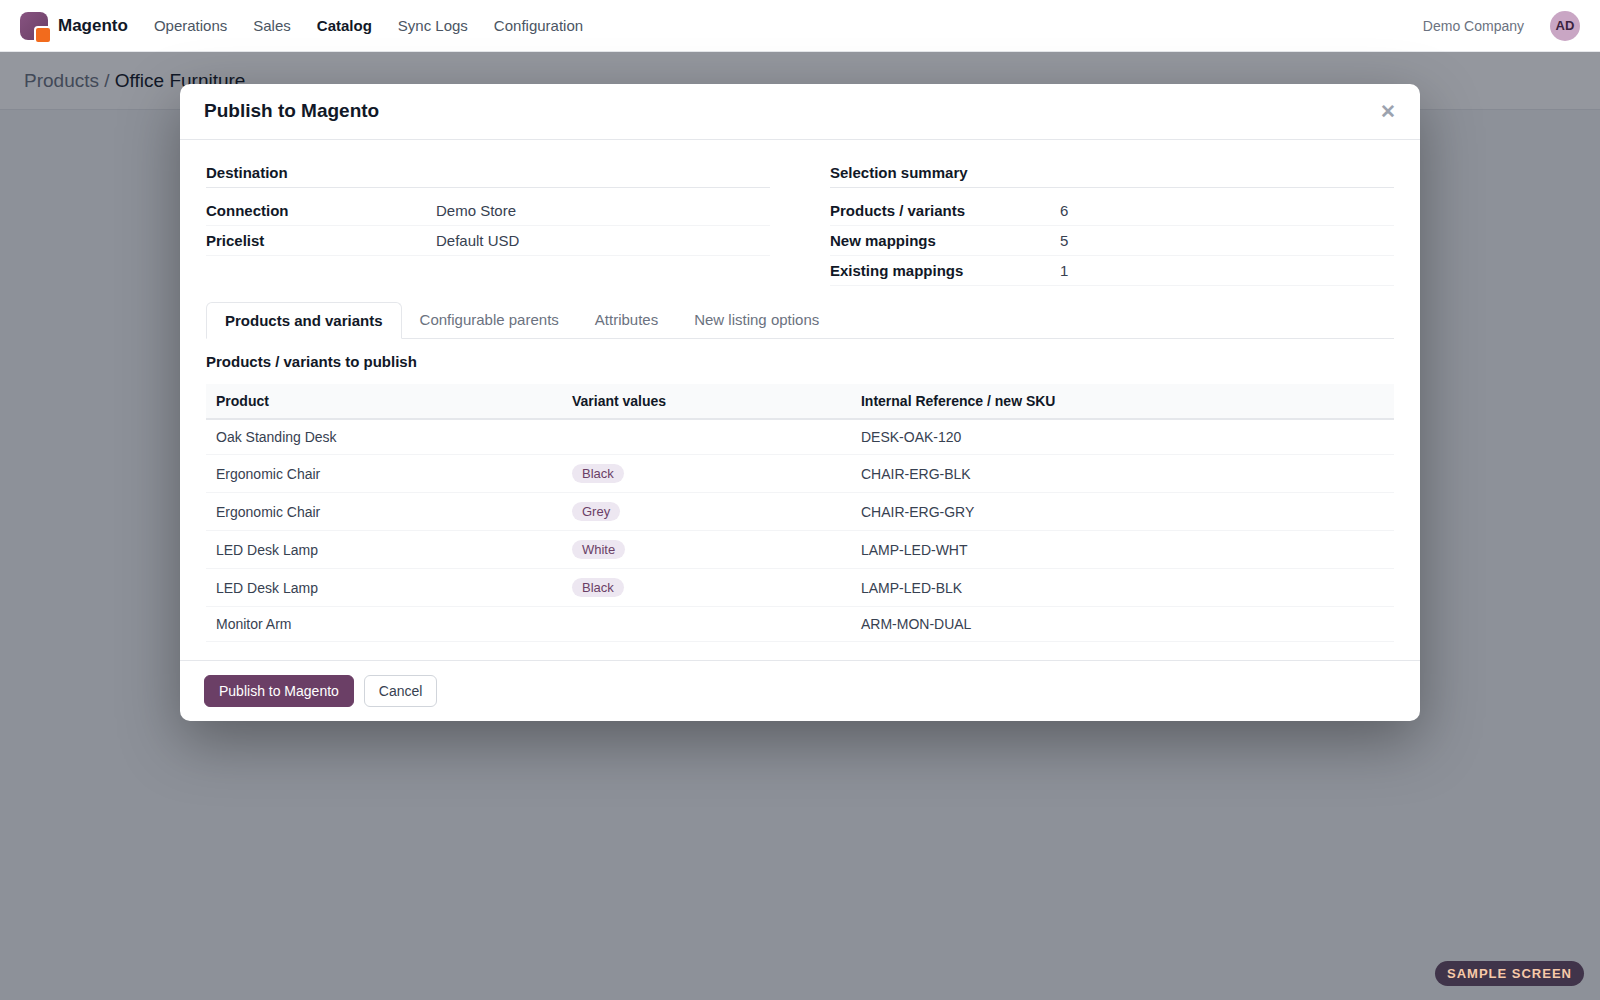 Magento Operations Sales Catalog Sync Logs Configuration Demo Company AD
Products / Office Furniture
Publish to Magento
Destination
Connection Demo Store
Pricelist Default USD
Selection summary
Products / variants 6
New mappings 5
Existing mappings 1
Products and variants Configurable parents Attributes New listing options
Products / variants to publish
Product Variant values Internal Reference / new SKU
Oak Standing Desk DESK-OAK-120
Ergonomic Chair Black CHAIR-ERG-BLK
Ergonomic Chair Grey CHAIR-ERG-GRY
LED Desk Lamp White LAMP-LED-WHT
LED Desk Lamp Black LAMP-LED-BLK
Monitor Arm ARM-MON-DUAL
Publish to Magento Cancel
SAMPLE SCREEN